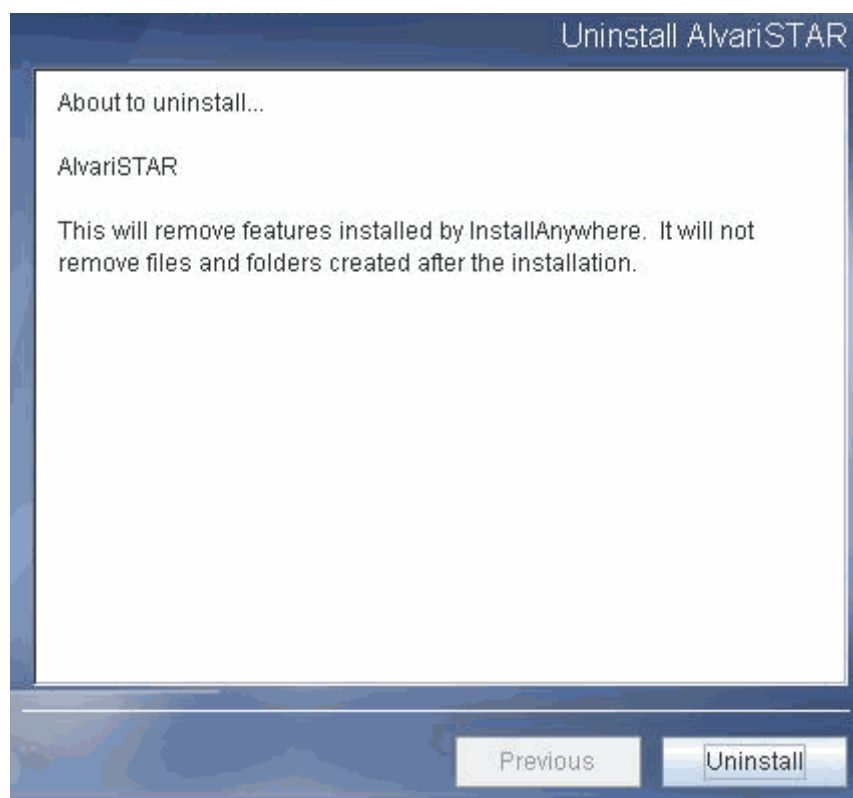 Uninstall AlvariSTAR
About to uninstall...
AlvariSTAR
This will remove features installed by InstallAnywhere.  It will not
remove files and folders created after the installation.
Previous
Uninstall